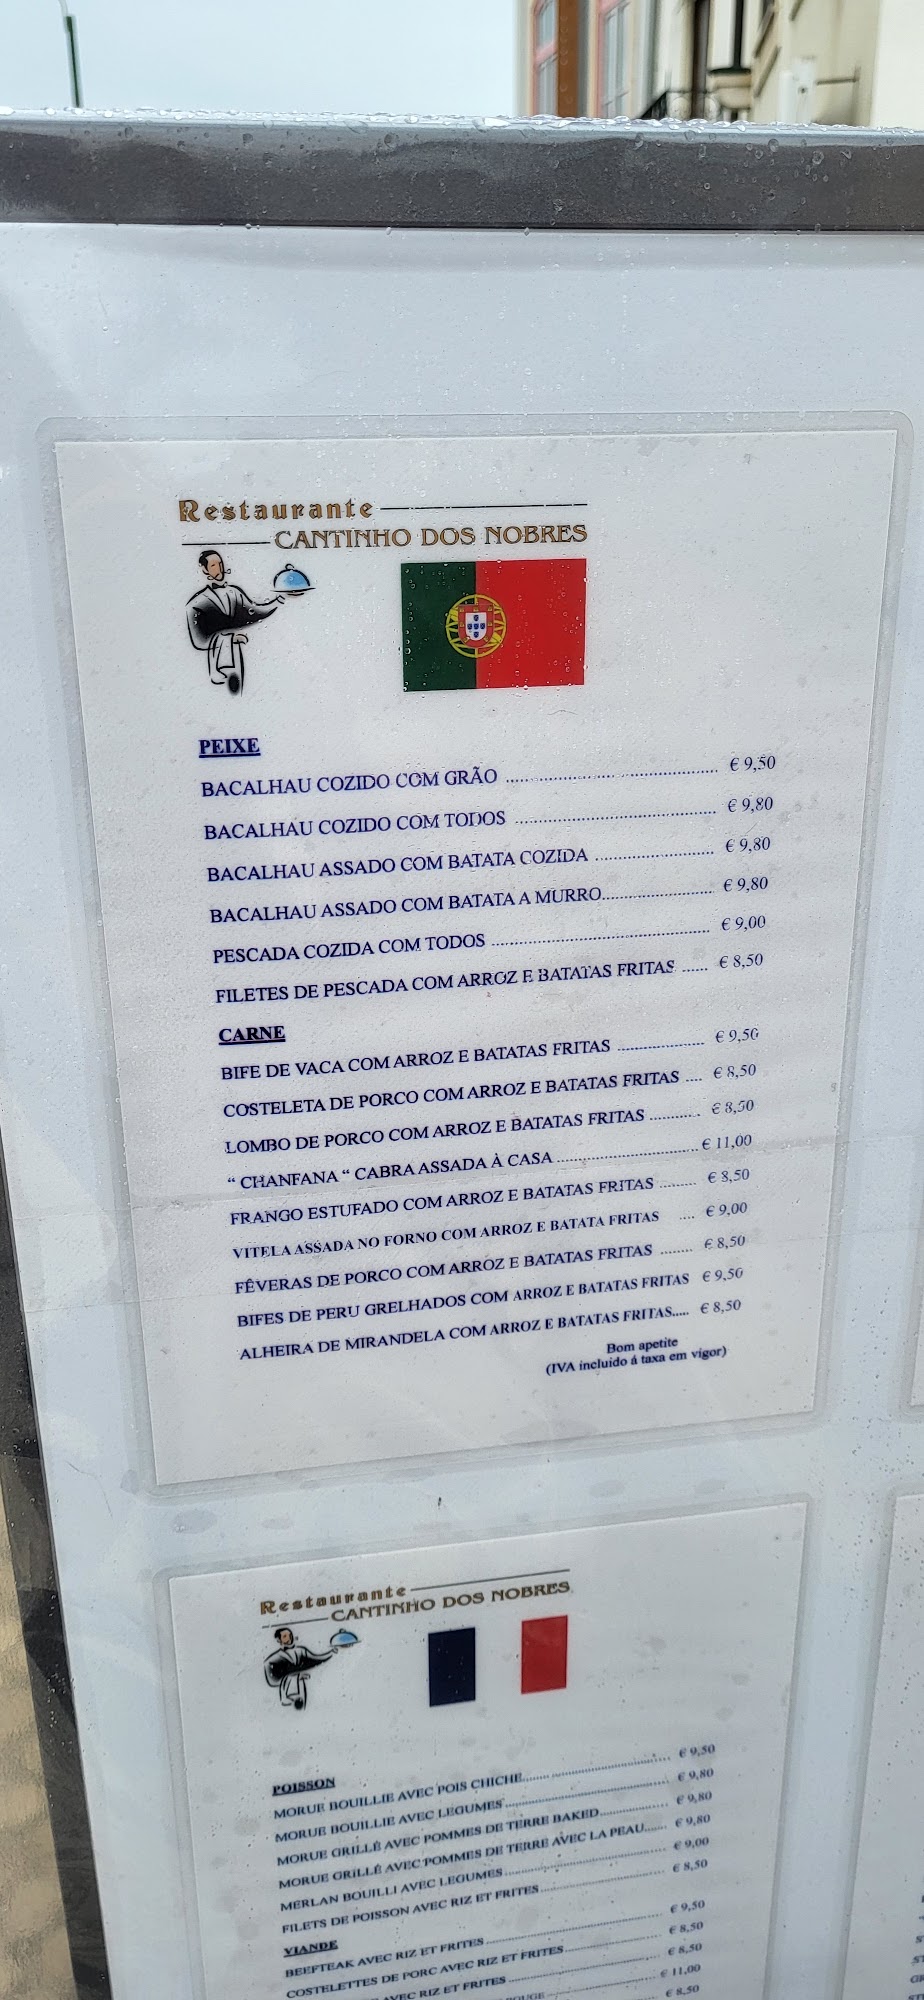 Restaurante
CANTINHO DOS NOBRES
PEIXE
BACALHAU COZIDO COM GRÃO ........................ € 9,50
BACALHAU COZIDO COM TODOS ........................ € 9,80
BACALHAU ASSADO COM BATATA COZIDA ........................ € 9,80
BACALHAU ASSADO COM BATATA A MURRO........................ € 9,80
PESCADA COZIDA COM TODOS ........................ € 9,00
FILETES DE PESCADA COM ARROZ E BATATAS FRITAS ...... € 8,50
CARNE
BIFE DE VACA COM ARROZ E BATATAS FRITAS .................... € 9,50
COSTELETA DE PORCO COM ARROZ E BATATAS FRITAS .... € 8,50
LOMBO DE PORCO COM ARROZ E BATATAS FRITAS ............ € 8,50
“ CHANFANA “ CABRA ASSADA À CASA ........................ € 11,00
FRANGO ESTUFADO COM ARROZ E BATATAS FRITAS ......... € 8,50
VITELA ASSADA NO FORNO COM ARROZ E BATATA FRITAS .... € 9,00
FÊVERAS DE PORCO COM ARROZ E BATATAS FRITAS ........ € 8,50
BIFES DE PERU GRELHADOS COM ARROZ E BATATAS FRITAS € 9,50
ALHEIRA DE MIRANDELA COM ARROZ E BATATAS FRITAS..... € 8,50
Bom apetite
(IVA incluido á taxa em vigor)
Restaurante
CANTINHO DOS NOBRES
POISSON
MORUE BOUILLIE AVEC POIS CHICHE........................ € 9,50
MORUE BOUILLIE AVEC LEGUMES........................ € 9,80
MORUE GRILLÉ AVEC POMMES DE TERRE BAKED................ € 9,80
MORUE GRILLÉ AVEC POMMES DE TERRE AVEC LA PEAU...... € 9,80
MERLAN BOUILLI AVEC LEGUMES........................ € 9,00
FILETS DE POISSON AVEC RIZ ET FRITES........................ € 8,50
VIANDE
BEEFTEAK AVEC RIZ ET FRITES........................ € 9,50
COSTELETTES DE PORC AVEC RIZ ET FRITES........................ € 8,50
AVEC RIZ ET FRITES........................ € 8,50
ROUGE........................ € 11,00
€ 8,50